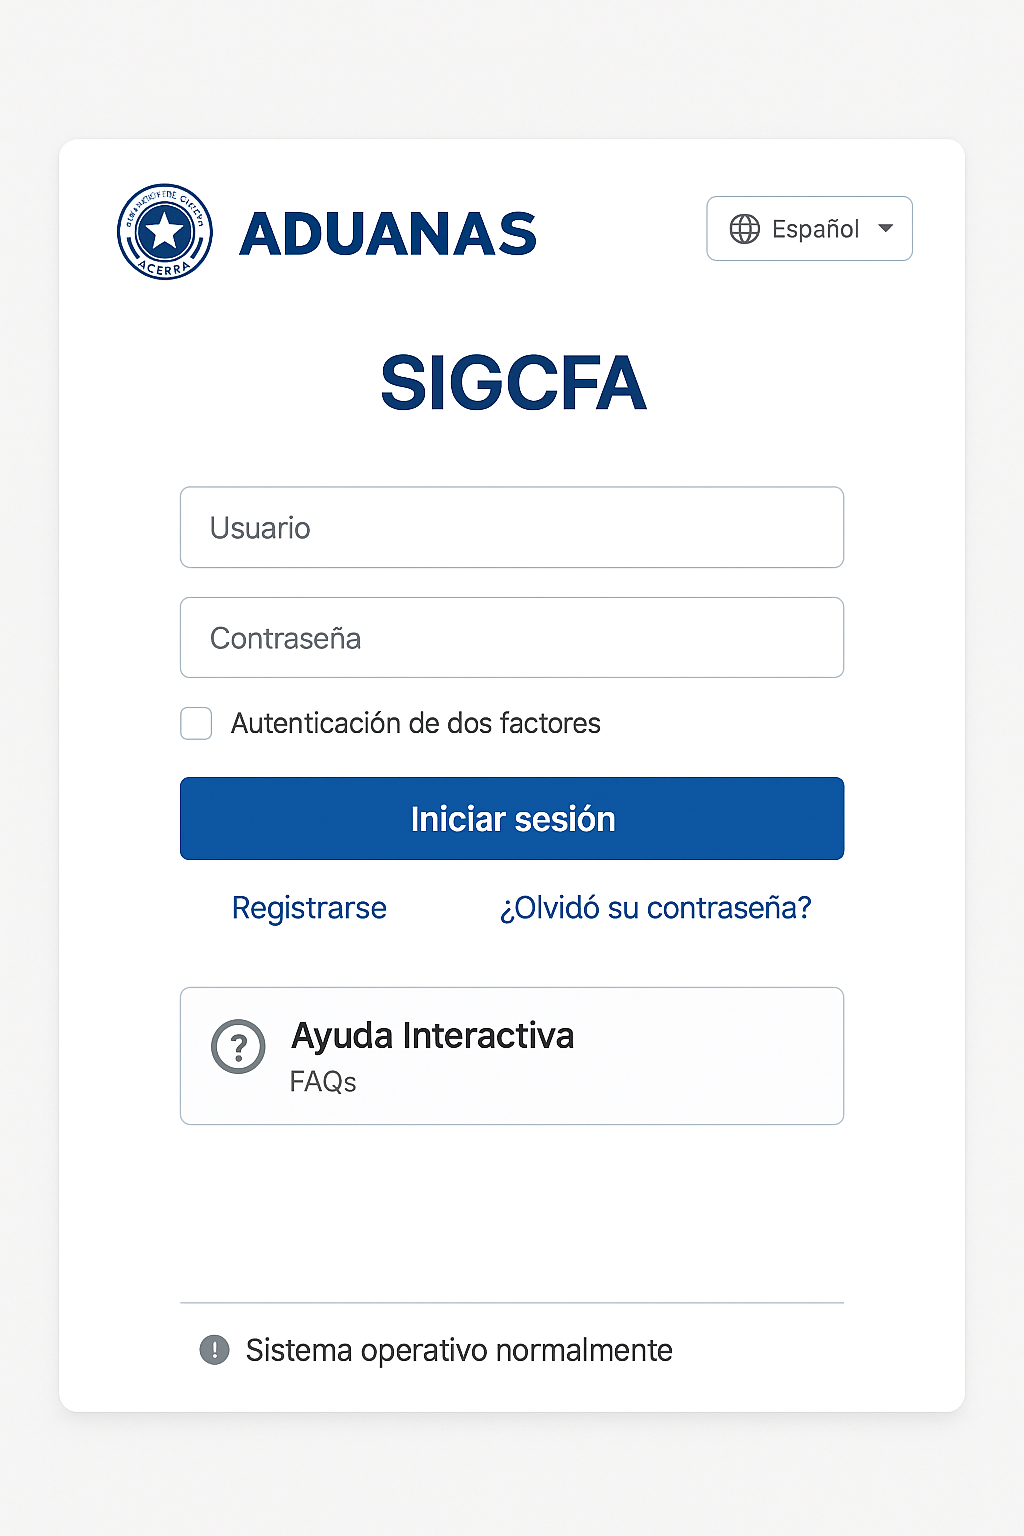 ACERRA
ADUANAS
Español
SIGCFA
Usuario
Contraseña
Autenticación de dos factores
Iniciar sesión
Registrarse
¿Olvidó su contraseña?
Ayuda Interactiva
FAQs
Sistema operativo normalmente